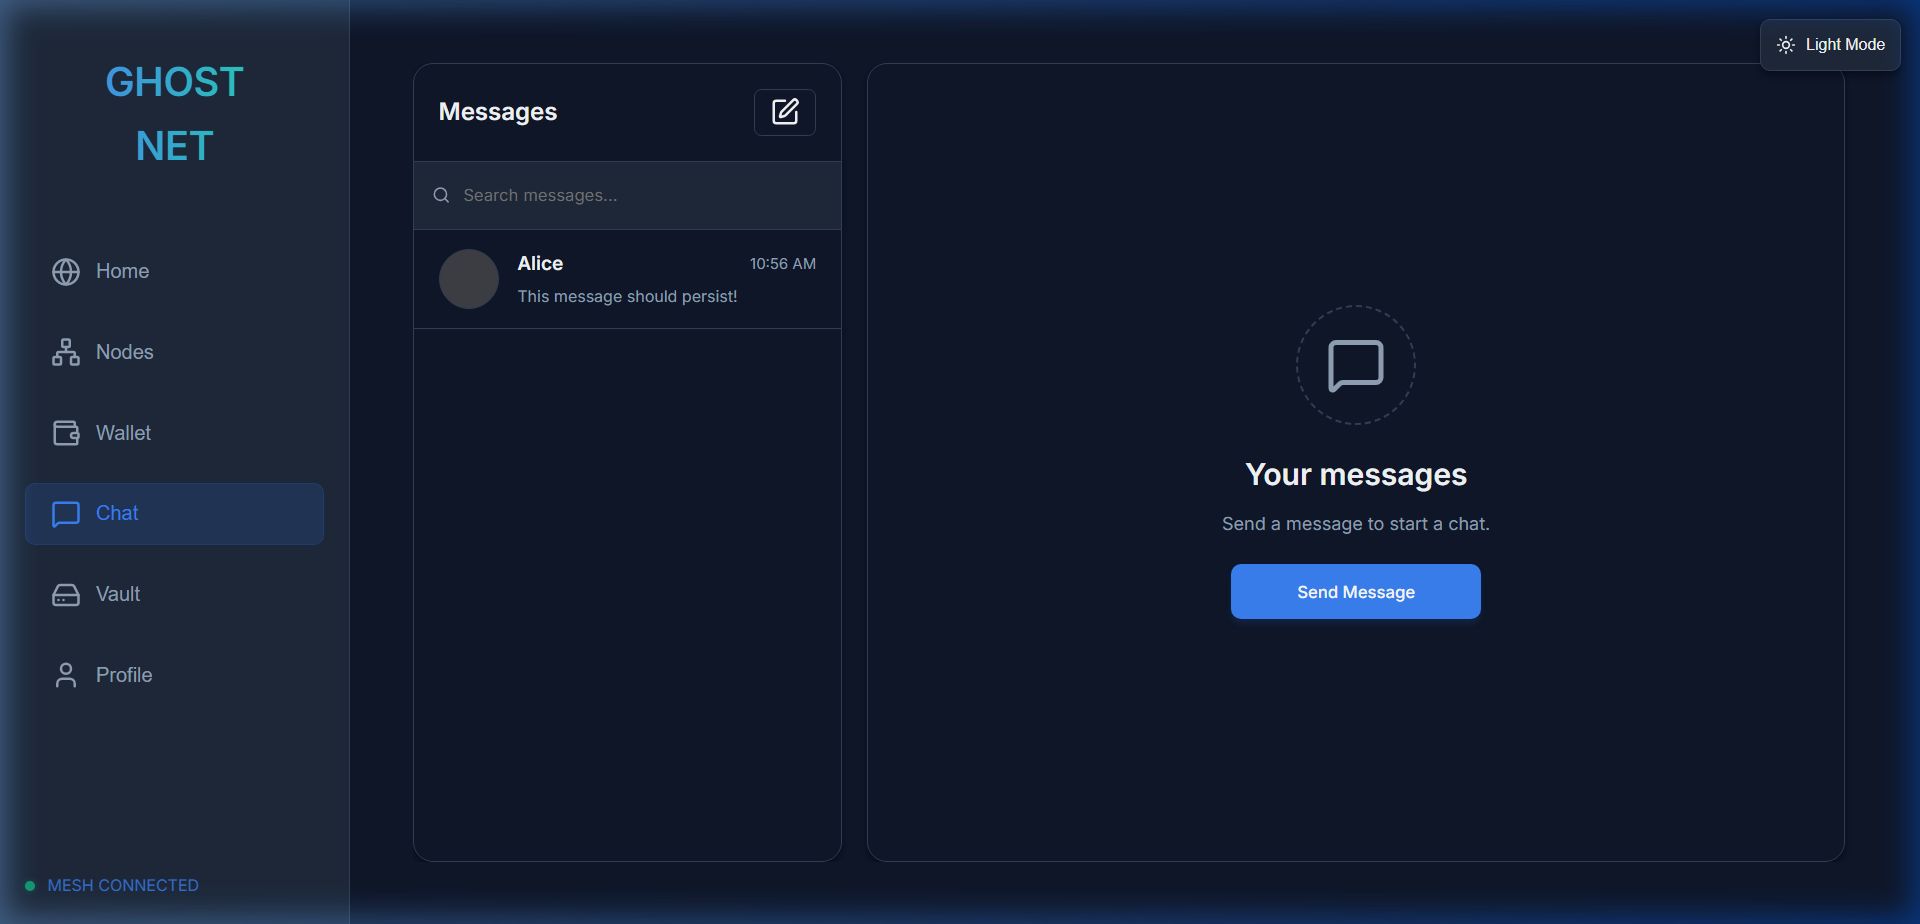 GHOST
NET
Home
Nodes
Wallet
Chat
Vault
Profile
MESH CONNECTED
Messages
Search messages...
Alice
10:56 AM
This message should persist!
Light Mode
Your messages
Send a message to start a chat.
Send Message